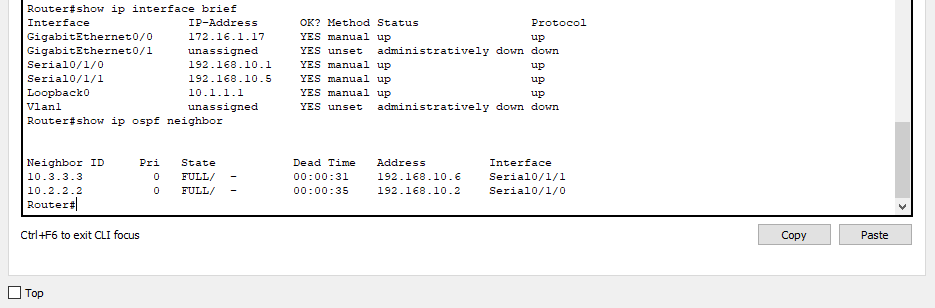 Router#show ip interface brief
Interface              IP-Address      OK? Method Status                Protocol
GigabitEthernet0/0     172.16.1.17     YES manual up                    up
GigabitEthernet0/1     unassigned      YES unset  administratively down down
Serial0/1/0            192.168.10.1    YES manual up                    up
Serial0/1/1            192.168.10.5    YES manual up                    up
Loopback0              10.1.1.1        YES manual up                    up
Vlan1                  unassigned      YES unset  administratively down down
Router#show ip ospf neighbor
Neighbor ID     Pri   State           Dead Time   Address         Interface
10.3.3.3          0   FULL/  -        00:00:31    192.168.10.6    Serial0/1/1
10.2.2.2          0   FULL/  -        00:00:35    192.168.10.2    Serial0/1/0
Router#
Ctrl+F6 to exit CLI focus
Copy
Paste
Top